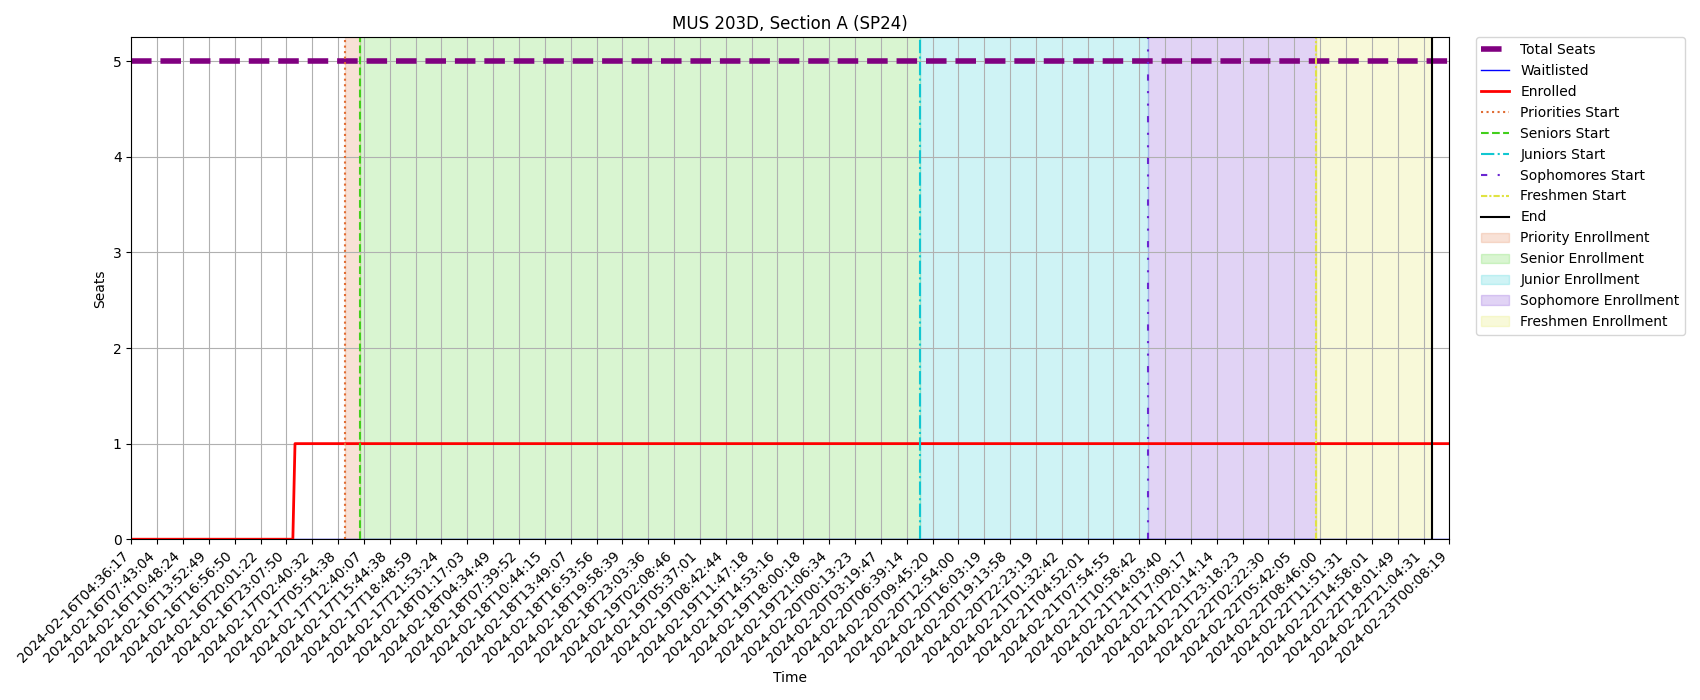 MUS 203D, Section A (SP24)
Seats
5
4
3
2
1
0
2024-02-16T04:36:17
2024-02-16T07:43:04
2024-02-16T10:48:24
2024-02-16T13:52:49
2024-02-16T16:56:50
2024-02-16T20:01:22
2024-02-16T23:07:50
2024-02-17T02:40:32
2024-02-17T05:54:38
2024-02-17T12:40:07
2024-02-17T15:44:38
2024-02-17T18:48:59
2024-02-17T21:53:24
2024-02-18T01:17:03
2024-02-18T04:34:49
2024-02-18T07:39:52
2024-02-18T10:44:15
2024-02-18T13:49:07
2024-02-18T16:53:56
2024-02-18T19:58:39
2024-02-18T23:03:36
2024-02-19T02:08:46
2024-02-19T05:37:01
2024-02-19T08:42:44
2024-02-19T11:47:18
2024-02-19T14:53:16
2024-02-19T18:00:18
2024-02-19T21:06:34
2024-02-20T00:13:23
2024-02-20T03:19:47
2024-02-20T06:39:14
2024-02-20T09:45:20
2024-02-20T12:54:00
2024-02-20T16:03:19
2024-02-20T19:13:58
2024-02-20T22:23:19
2024-02-21T01:32:42
2024-02-21T04:52:01
2024-02-21T07:54:55
2024-02-21T10:58:42
2024-02-21T14:03:40
2024-02-21T17:09:17
2024-02-21T20:14:14
2024-02-21T23:18:23
2024-02-22T02:22:30
2024-02-22T05:42:05
2024-02-22T08:46:00
2024-02-22T11:51:31
2024-02-22T14:58:01
2024-02-22T18:01:49
2024-02-22T21:04:31
2024-02-23T00:08:19
Time
Total Seats
Waitlisted
Enrolled
Priorities Start
Seniors Start
Juniors Start
Sophomores Start
Freshmen Start
End
Priority Enrollment
Senior Enrollment
Junior Enrollment
Sophomore Enrollment
Freshmen Enrollment